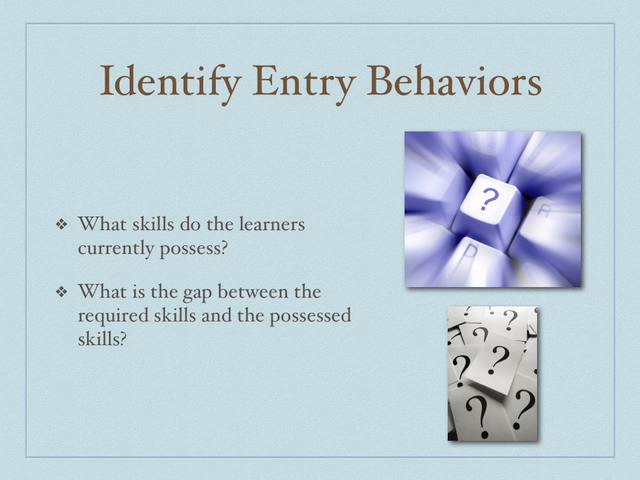 Identify Entry Behaviors
❖ What skills do the learners
currently possess?
❖ What is the gap between the
required skills and the possessed
skills?
?
P
?
?
?
?
?
?
?